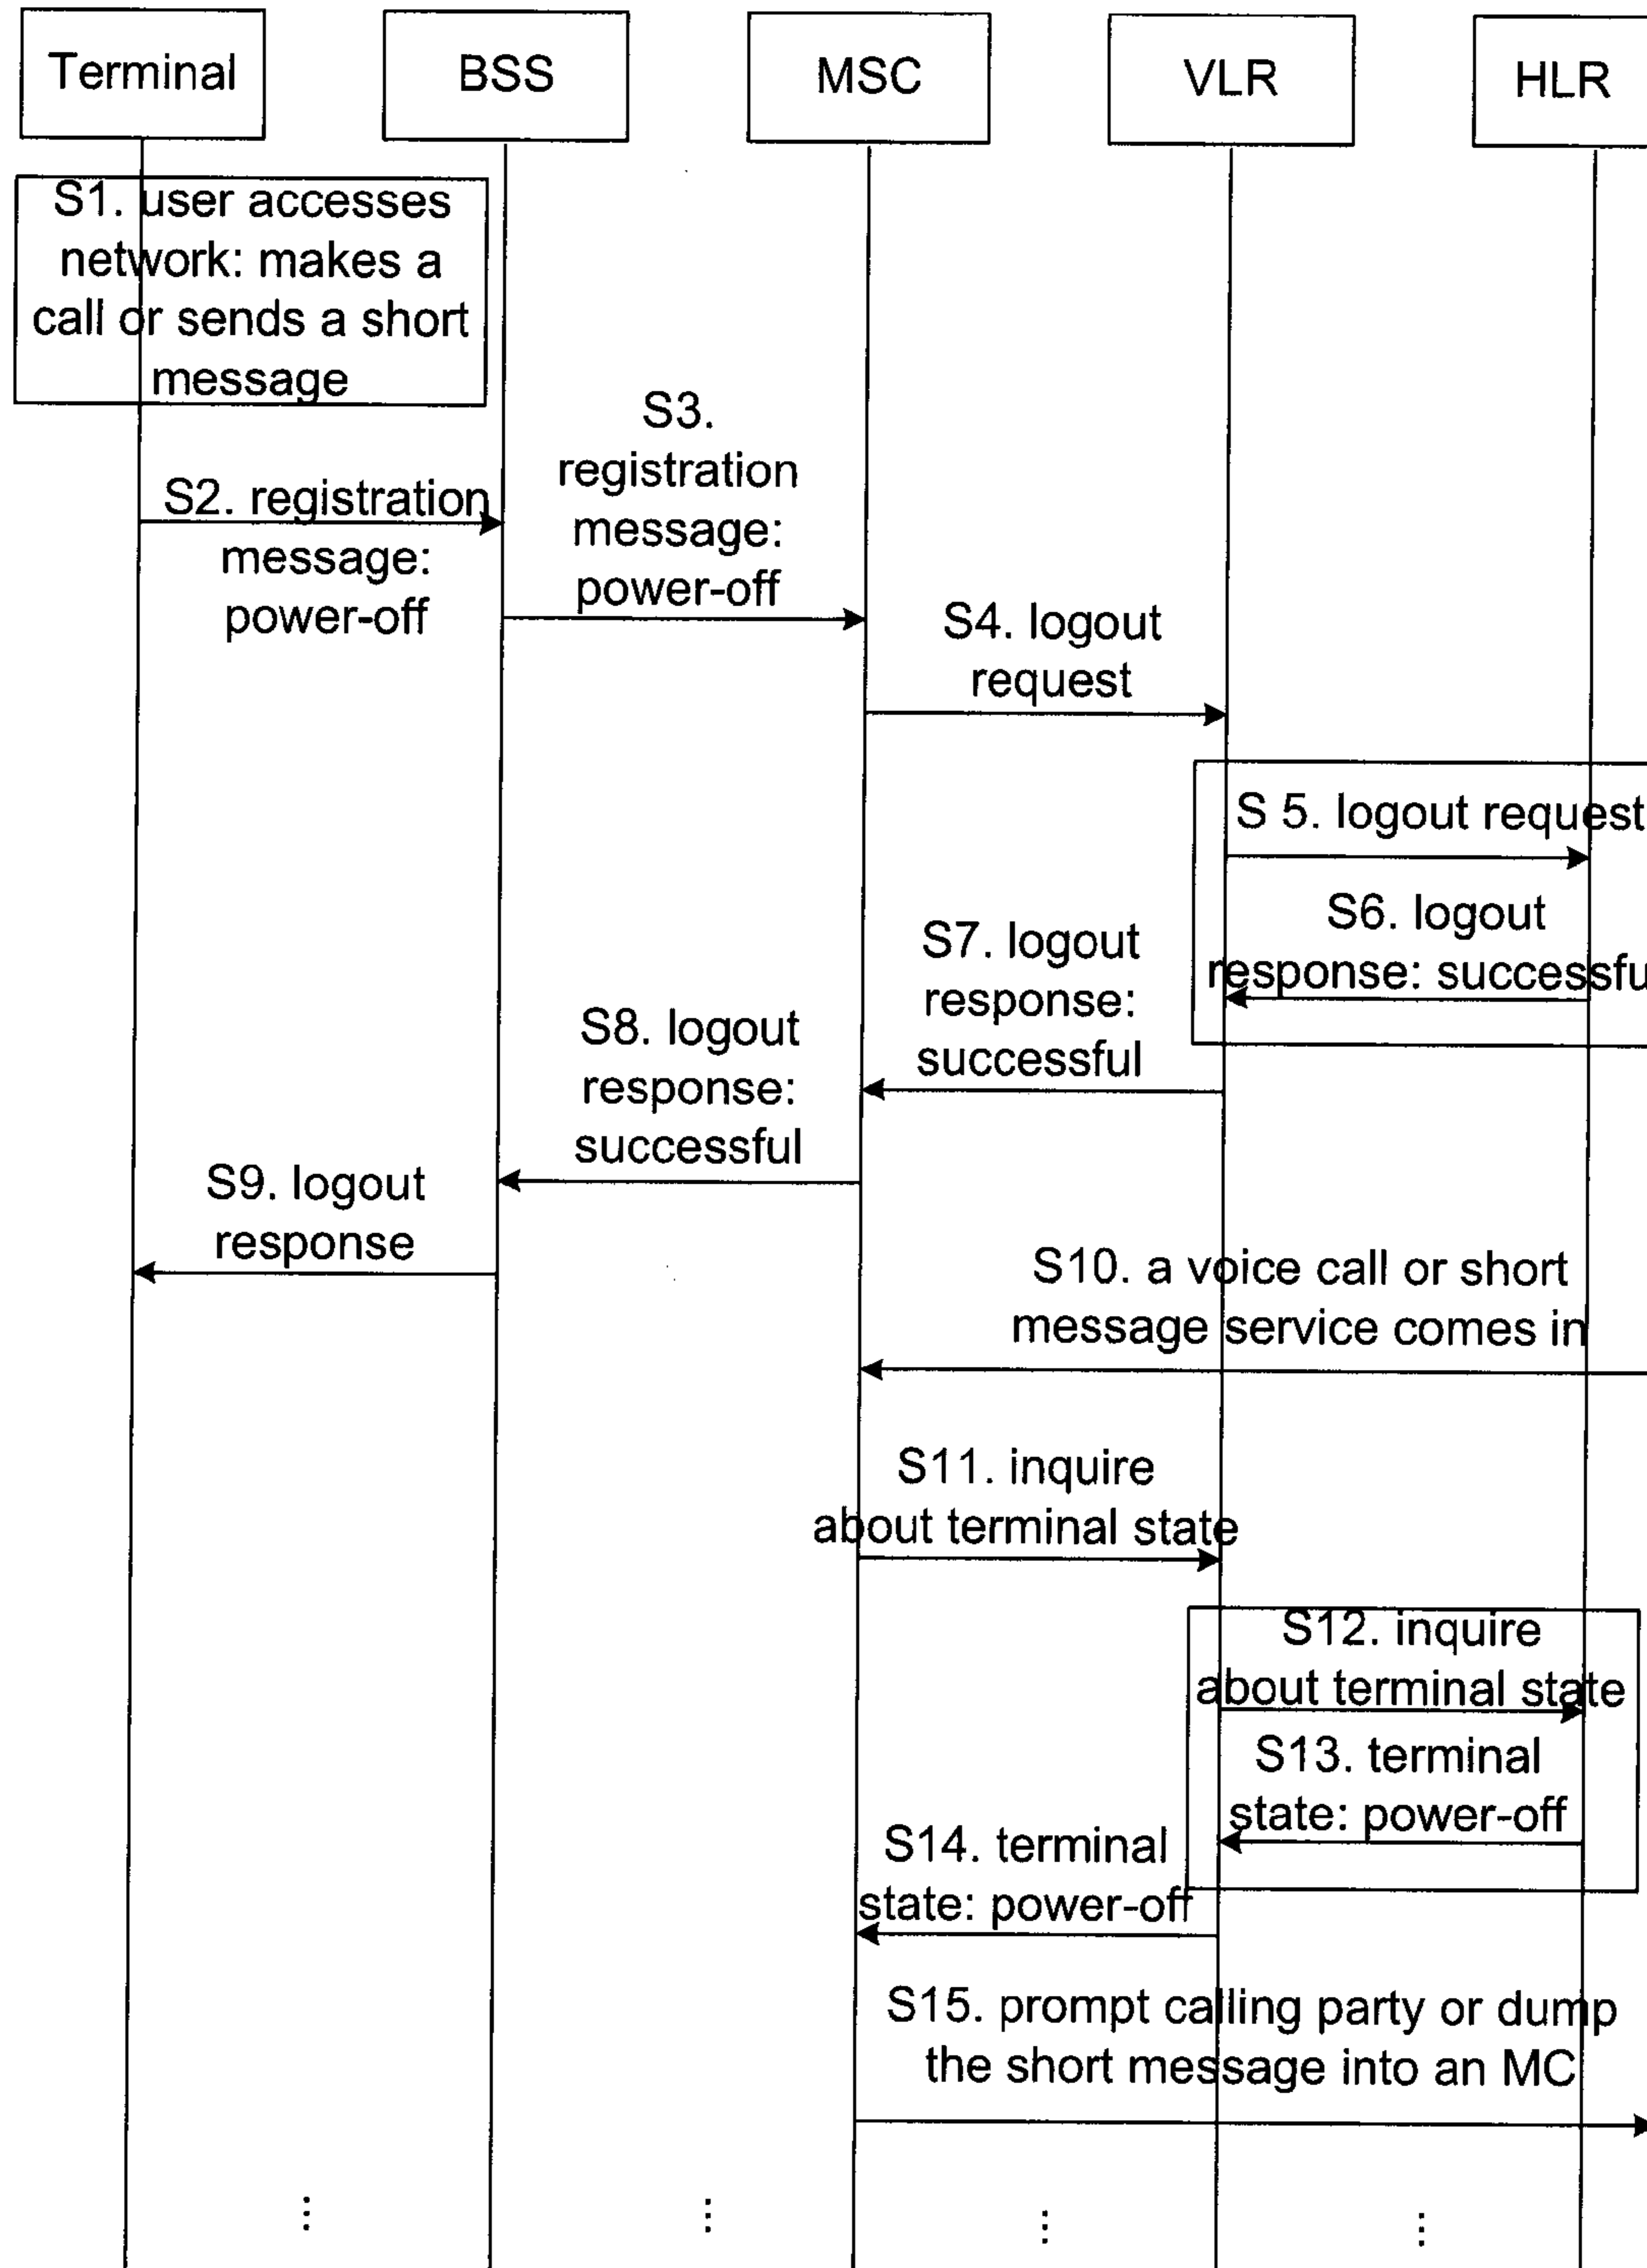 Terminal
BSS
MSC
VLR
HLR
S1. user accesses
network: makes a
call or sends a short
message
S2. registration
message:
power-off
S3.
registration
message:
power-off
S4. logout
request
S 5. logout request
S6. logout
response: successfu
S7. logout
response:
successful
S8. logout
response:
successful
S9. logout
response
S10. a voice call or short
message service comes in
S11. inquire
about terminal state
S12. inquire
about terminal state
S13. terminal
state: power-off
S14. terminal
state: power-off
S15. prompt calling party or dump
the short message into an MC